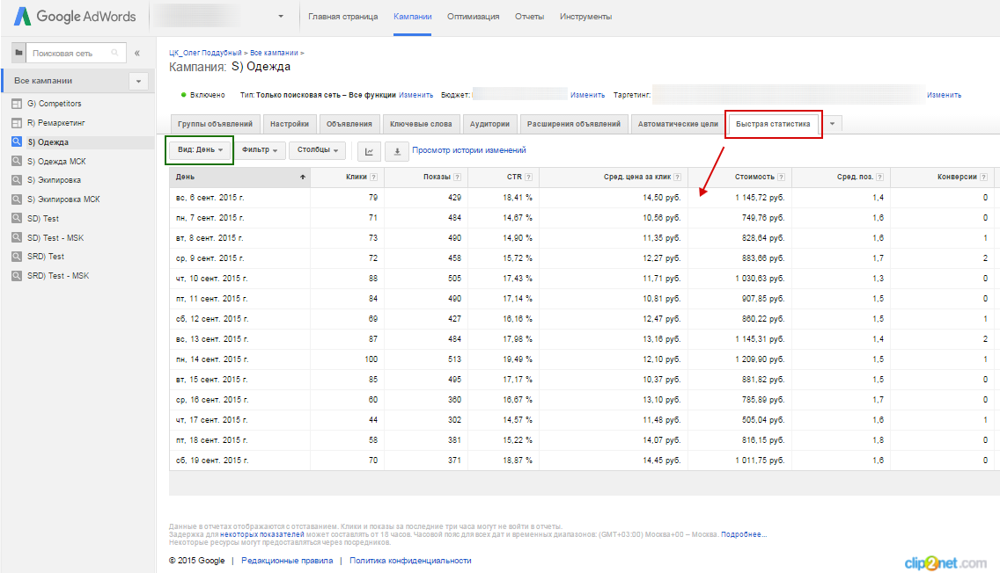 Google AdWords
Главная страница Кампании Оптимизация Отчеты Инструменты
Поисковая сеть «
Все кампании
G) Competitors
R) Ремаркетинг
S) Одежда
S) Одежда МСК
S) Экипировка
S) Экипировка МСК
SD) Test
SD) Test - MSK
SRD) Test
SRD) Test - MSK
ЦК_Олег Поддубный > Все кампании >
Кампания: S) Одежда
Включено Тип: Только поисковая сеть – Все функции Изменить Бюджет: Изменить Таргетинг: Изменить
Группы объявлений Настройки Объявления Ключевые слова Аудитории Расширения объявлений Автоматические цели Быстрая статистика
Вид: День Фильтр Столбцы Просмотр истории изменений
День Клики ? Показы ? CTR ? Сред. цена за клик ? Стоимость ? Сред. поз. ? Конверсии ?
вс, 6 сент. 2015 г. 79 429 18,41 % 14,50 руб. 1 145,72 руб. 1,4 0
пн, 7 сент. 2015 г. 71 484 14,67 % 10,56 руб. 749,76 руб. 1,6 0
вт, 8 сент. 2015 г. 73 490 14,90 % 11,35 руб. 828,64 руб. 1,6 1
ср, 9 сент. 2015 г. 72 458 15,72 % 12,27 руб. 883,66 руб. 1,7 2
чт, 10 сент. 2015 г. 88 505 17,43 % 11,71 руб. 1 030,63 руб. 1,3 0
пт, 11 сент. 2015 г. 84 490 17,14 % 10,81 руб. 907,85 руб. 1,5 0
сб, 12 сент. 2015 г. 69 427 16,16 % 12,47 руб. 860,22 руб. 1,5 1
вс, 13 сент. 2015 г. 87 484 17,98 % 13,16 руб. 1 145,31 руб. 1,4 2
пн, 14 сент. 2015 г. 100 513 19,49 % 12,10 руб. 1 209,90 руб. 1,5 1
вт, 15 сент. 2015 г. 85 495 17,17 % 10,37 руб. 881,82 руб. 1,5 0
ср, 16 сент. 2015 г. 60 360 16,67 % 13,10 руб. 785,89 руб. 1,7 0
чт, 17 сент. 2015 г. 44 302 14,57 % 11,48 руб. 505,04 руб. 1,6 1
пт, 18 сент. 2015 г. 58 381 15,22 % 14,07 руб. 816,15 руб. 1,8 0
сб, 19 сент. 2015 г. 70 371 18,87 % 14,45 руб. 1 011,75 руб. 1,6 0
Данные в отчетах отображаются с отставанием. Клики и показы за последние три часа могут не войти в отчеты.
Задержка для некоторых показателей может составлять от 18 часов. Часовой пояс для всех дат и временных диапазонов: (GMT+03:00) Москва+00 – Москва. Подробнее...
Некоторые ресурсы могут предоставляться через посредников.
© 2015 Google | Редакционные правила | Политика конфиденциальности
clip2net.com